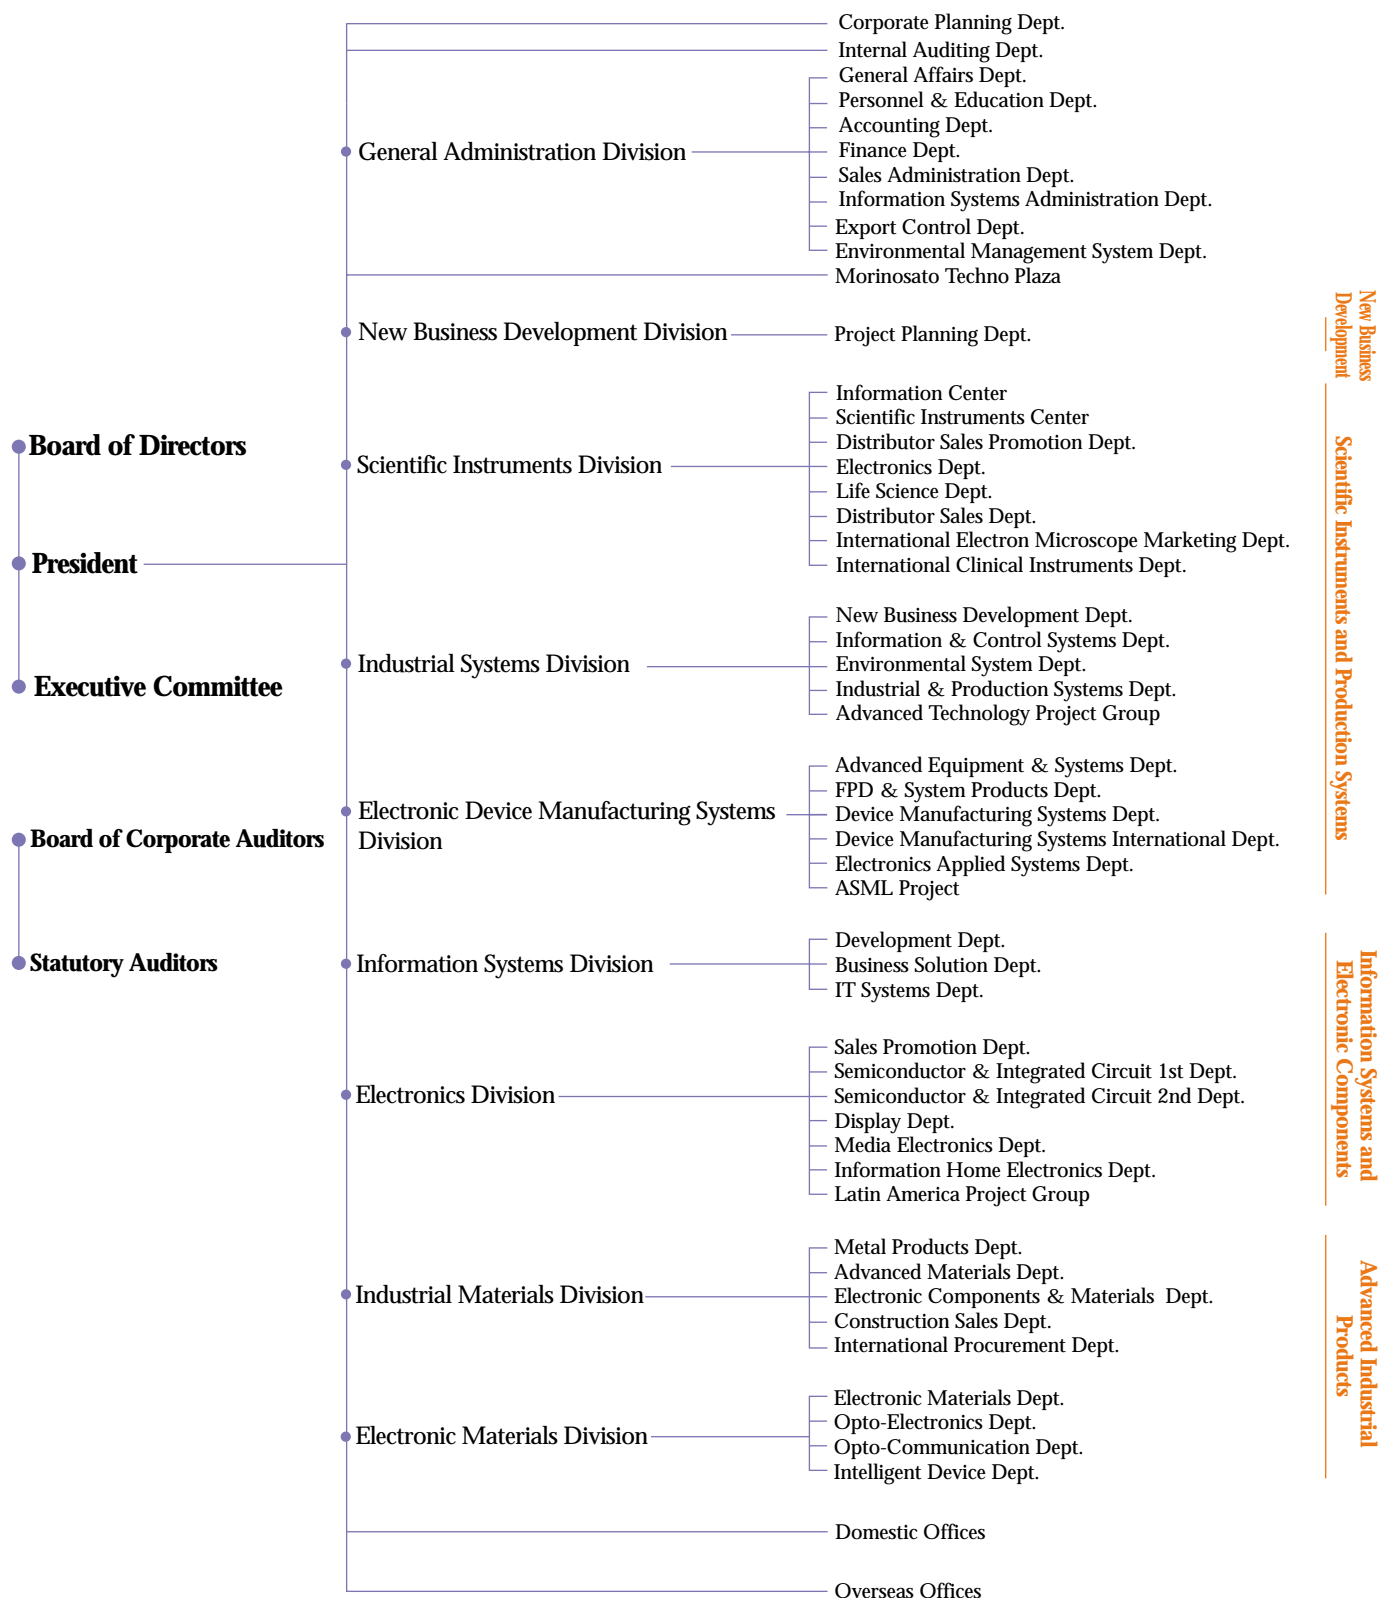 Corporate Planning Dept.
Internal Auditing Dept.
General Administration Division
General Affairs Dept.
Personnel & Education Dept.
Accounting Dept.
Finance Dept.
Sales Administration Dept.
Information Systems Administration Dept.
Export Control Dept.
Environmental Management System Dept.
Morinosato Techno Plaza
New Business Development Division
Project Planning Dept.
New Business
Development
Board of Directors
President
Executive Committee
Board of Corporate Auditors
Statutory Auditors
Scientific Instruments Division
Information Center
Scientific Instruments Center
Distributor Sales Promotion Dept.
Electronics Dept.
Life Science Dept.
Distributor Sales Dept.
International Electron Microscope Marketing Dept.
International Clinical Instruments Dept.
Industrial Systems Division
New Business Development Dept.
Information & Control Systems Dept.
Environmental System Dept.
Industrial & Production Systems Dept.
Advanced Technology Project Group
Electronic Device Manufacturing Systems
Division
Advanced Equipment & Systems Dept.
FPD & System Products Dept.
Device Manufacturing Systems Dept.
Device Manufacturing Systems International Dept.
Electronics Applied Systems Dept.
ASML Project
Scientific Instruments and Production Systems
Information Systems Division
Development Dept.
Business Solution Dept.
IT Systems Dept.
Electronics Division
Sales Promotion Dept.
Semiconductor & Integrated Circuit 1st Dept.
Semiconductor & Integrated Circuit 2nd Dept.
Display Dept.
Media Electronics Dept.
Information Home Electronics Dept.
Latin America Project Group
Information Systems and
Electronic Components
Industrial Materials Division
Metal Products Dept.
Advanced Materials Dept.
Electronic Components & Materials Dept.
Construction Sales Dept.
International Procurement Dept.
Electronic Materials Division
Electronic Materials Dept.
Opto-Electronics Dept.
Opto-Communication Dept.
Intelligent Device Dept.
Advanced Industrial
Products
Domestic Offices
Overseas Offices